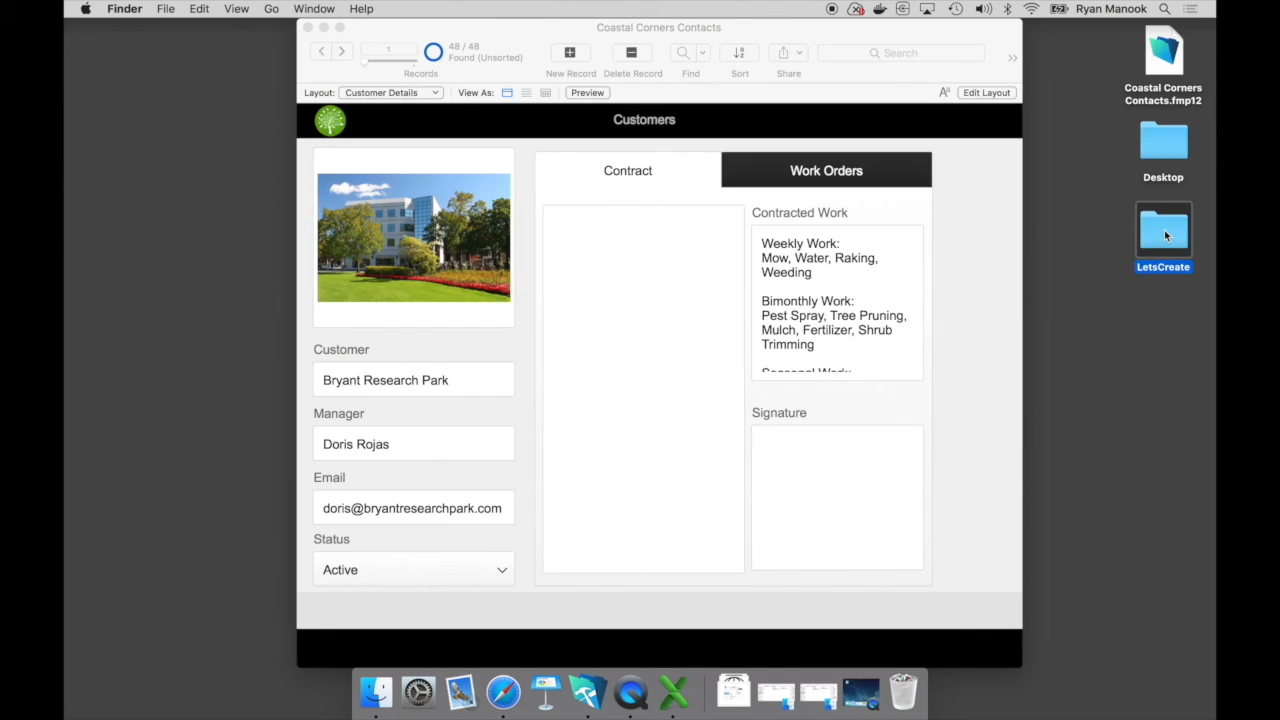 Finder File Edit View Go Window Help Ryan Manook
Coastal Corners Contacts
1
48 / 48
Found (Unsorted)
Search
Records New Record Delete Record Find Sort Share
Layout: Customer Details View As: Preview Aª Edit Layout
Customers
Contract
Work Orders
Contracted Work
Weekly Work:
Mow, Water, Raking,
Weeding
Bimonthly Work:
Pest Spray, Tree Pruning,
Mulch, Fertilizer, Shrub
Trimming
Customer
Bryant Research Park
Manager
Doris Rojas
Email
doris@bryantresearchpark.com
Status
Active
Signature
Coastal Corners
Contacts.fmp12
Desktop
LetsCreate